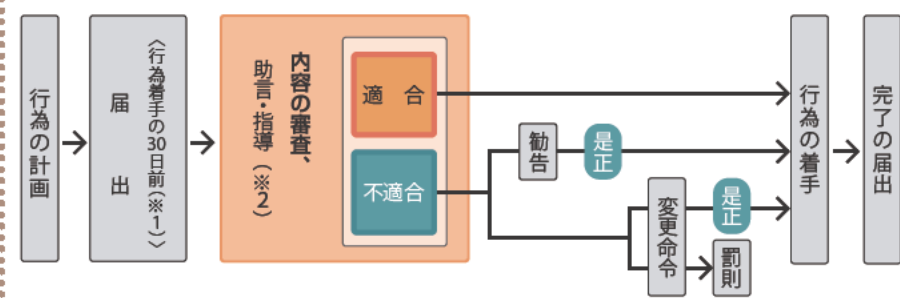 行為の計画
届出
〈行為着手の30日前(※1)〉
内容の審査、
助言・指導(※2)
適合
不適合
勧告
是正
変更命令
是正
罰則
行為の着手
完了の届出